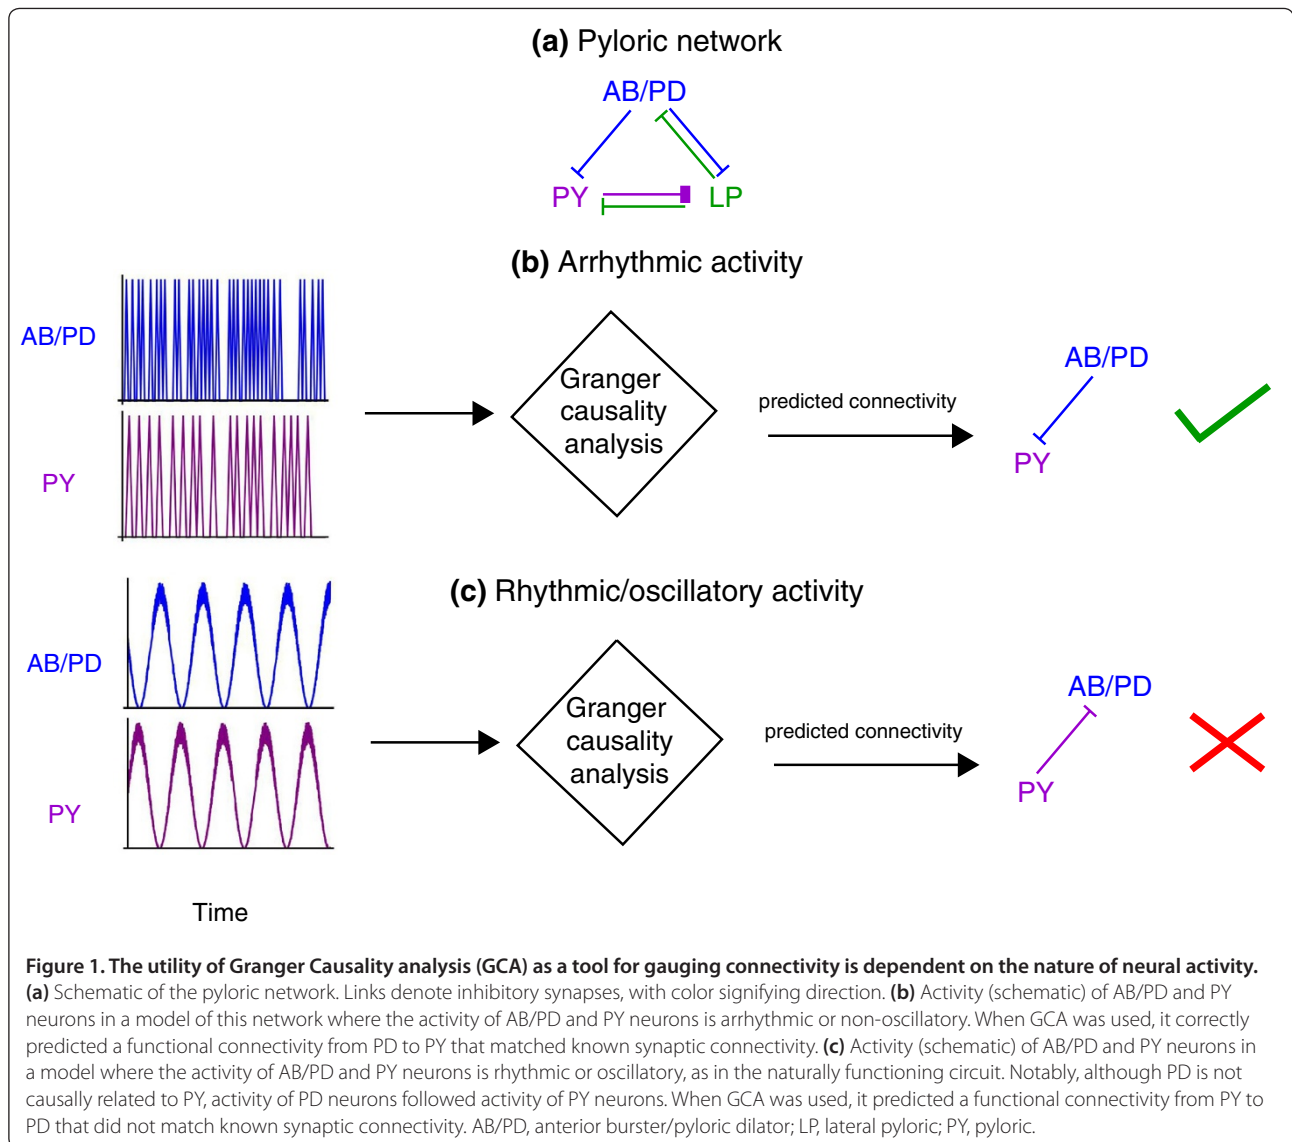 (a) Pyloric network
AB/PD
PY
LP
(b) Arrhythmic activity
AB/PD
PY
Granger
causality
analysis
predicted connectivity
AB/PD
PY
(c) Rhythmic/oscillatory activity
AB/PD
PY
Granger
causality
analysis
predicted connectivity
AB/PD
PY
Time
Figure 1. The utility of Granger Causality analysis (GCA) as a tool for gauging connectivity is dependent on the nature of neural activity.
(a) Schematic of the pyloric network. Links denote inhibitory synapses, with color signifying direction. (b) Activity (schematic) of AB/PD and PY
neurons in a model of this network where the activity of AB/PD and PY neurons is arrhythmic or non-oscillatory. When GCA was used, it correctly
predicted a functional connectivity from PD to PY that matched known synaptic connectivity. (c) Activity (schematic) of AB/PD and PY neurons in
a model where the activity of AB/PD and PY neurons is rhythmic or oscillatory, as in the naturally functioning circuit. Notably, although PD is not
causally related to PY, activity of PD neurons followed activity of PY neurons. When GCA was used, it predicted a functional connectivity from PY to
PD that did not match known synaptic connectivity. AB/PD, anterior burster/pyloric dilator; LP, lateral pyloric; PY, pyloric.